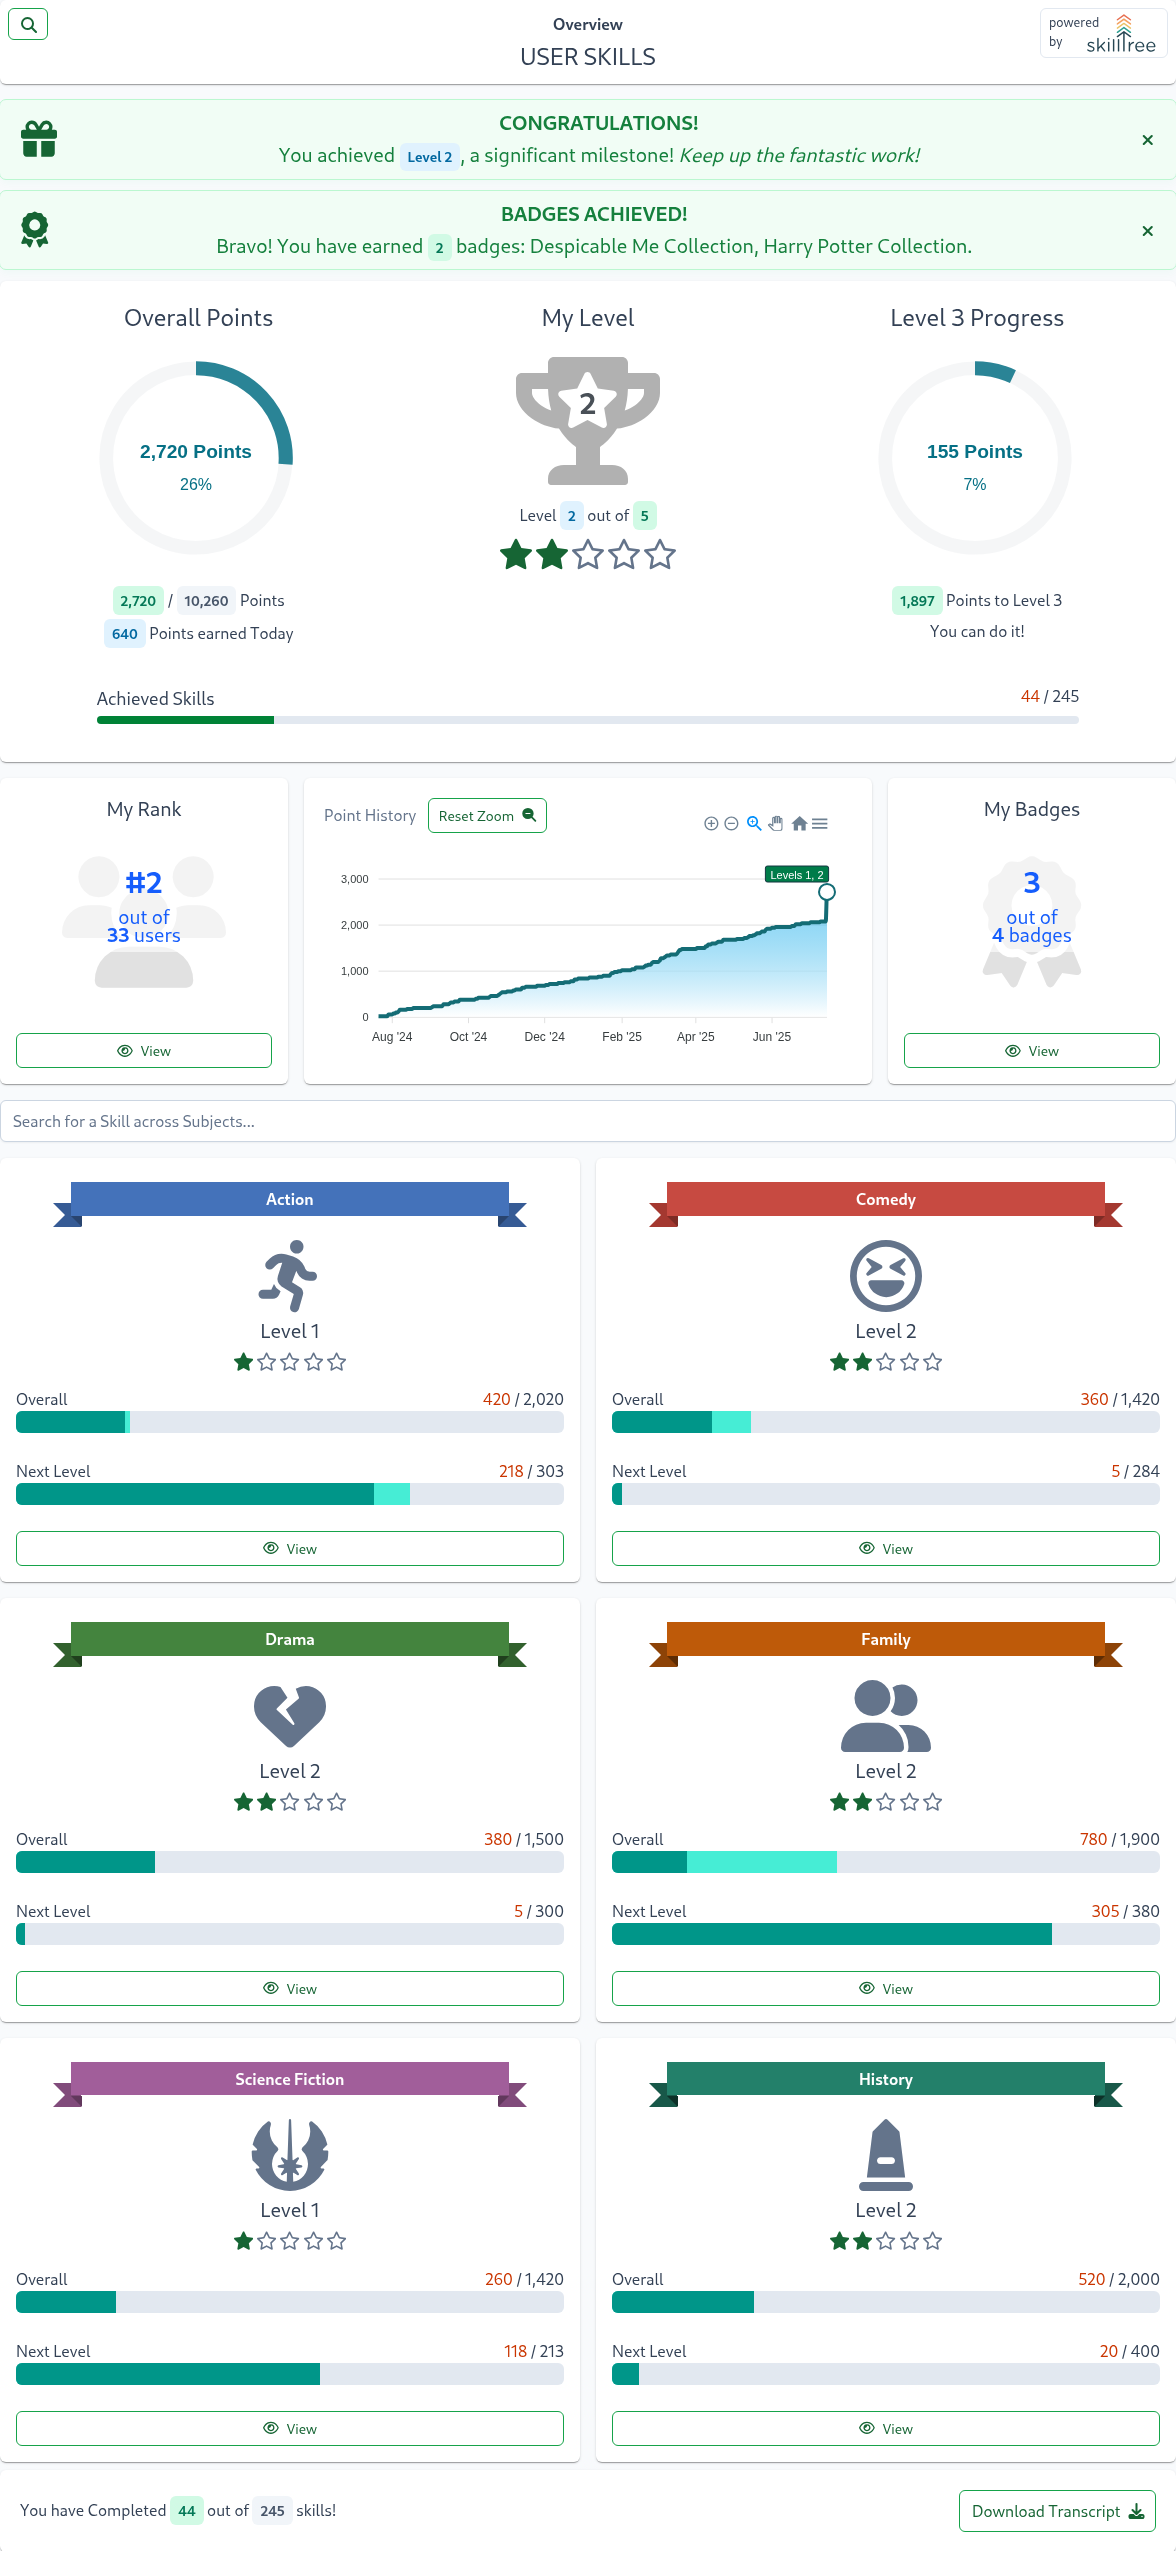 Overview
USER SKILLS
powered
by
skilltree
CONGRATULATIONS!
You achieved Level 2, a significant milestone! Keep up the fantastic work!
BADGES ACHIEVED!
Bravo! You have earned 2 badges: Despicable Me Collection, Harry Potter Collection.
Overall Points
2,720 Points
26%
2,720 / 10,260 Points
640 Points earned Today
My Level
2
Level 2 out of 5
Level 3 Progress
155 Points
7%
1,897 Points to Level 3
You can do it!
Achieved Skills
44 / 245
My Rank
#2
out of
33 users
View
Point History
Reset Zoom
Levels 1, 2
3,000
2,000
1,000
0
Aug '24
Oct '24
Dec '24
Feb '25
Apr '25
Jun '25
My Badges
3
out of
4 badges
View
Search for a Skill across Subjects...
Action
Level 1
Overall
420 / 2,020
Next Level
218 / 303
View
Comedy
Level 2
Overall
360 / 1,420
Next Level
5 / 284
View
Drama
Level 2
Overall
380 / 1,500
Next Level
5 / 300
View
Family
Level 2
Overall
780 / 1,900
Next Level
305 / 380
View
Science Fiction
Level 1
Overall
260 / 1,420
Next Level
118 / 213
View
History
Level 2
Overall
520 / 2,000
Next Level
20 / 400
View
You have Completed 44 out of 245 skills!
Download Transcript